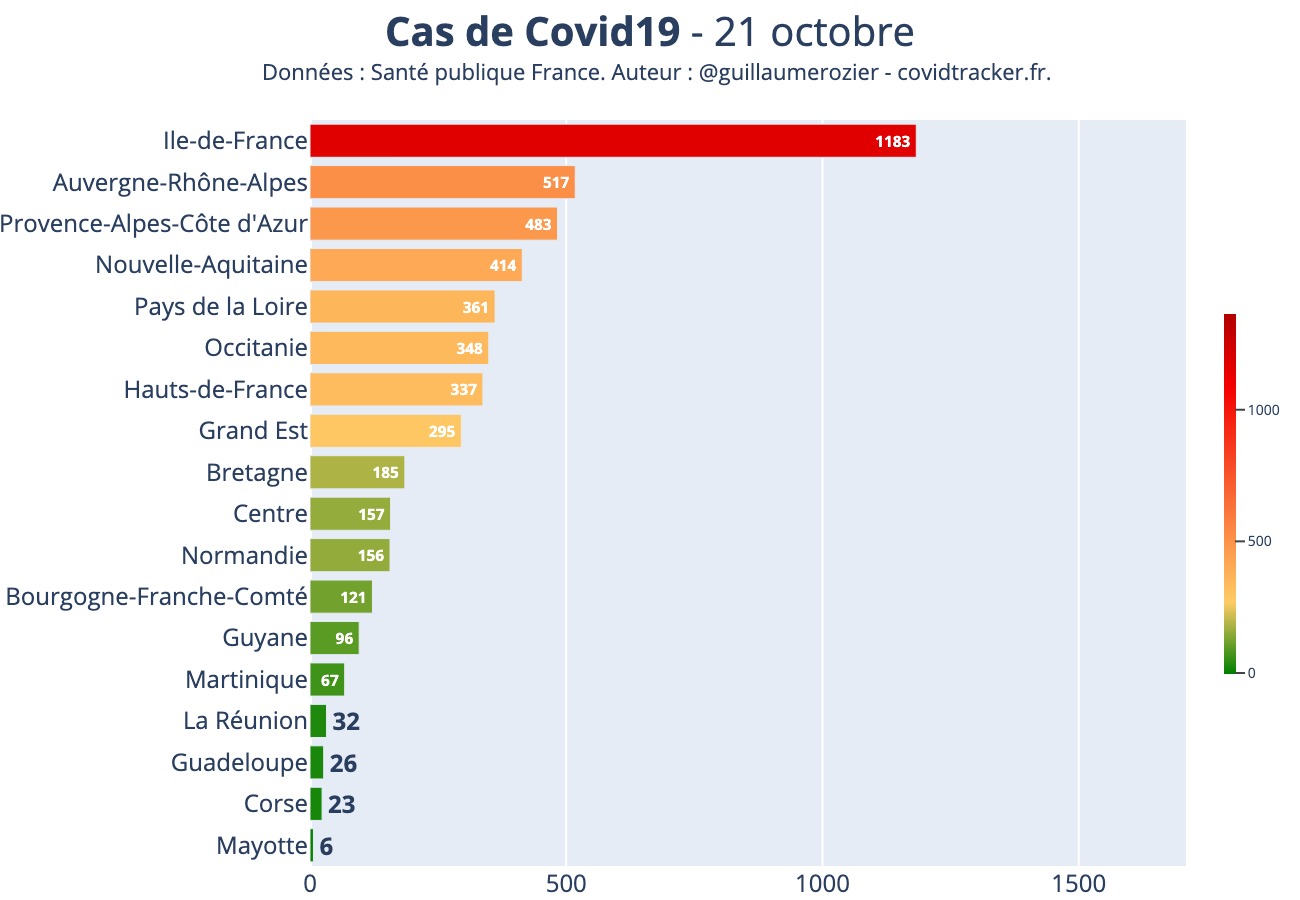 Cas de Covid19 - 21 octobre
Données : Santé publique France. Auteur : @guillaumerozier - covidtracker.fr.
Ile-de-France 1183
Auvergne-Rhône-Alpes 517
Provence-Alpes-Côte d'Azur 483
Nouvelle-Aquitaine 414
Pays de la Loire 361
Occitanie 348
Hauts-de-France 337
Grand Est 295
Bretagne 185
Centre 157
Normandie 156
Bourgogne-Franche-Comté 121
Guyane 96
Martinique 67
La Réunion 32
Guadeloupe 26
Corse 23
Mayotte 6
0 500 1000 1500
1000
500
0